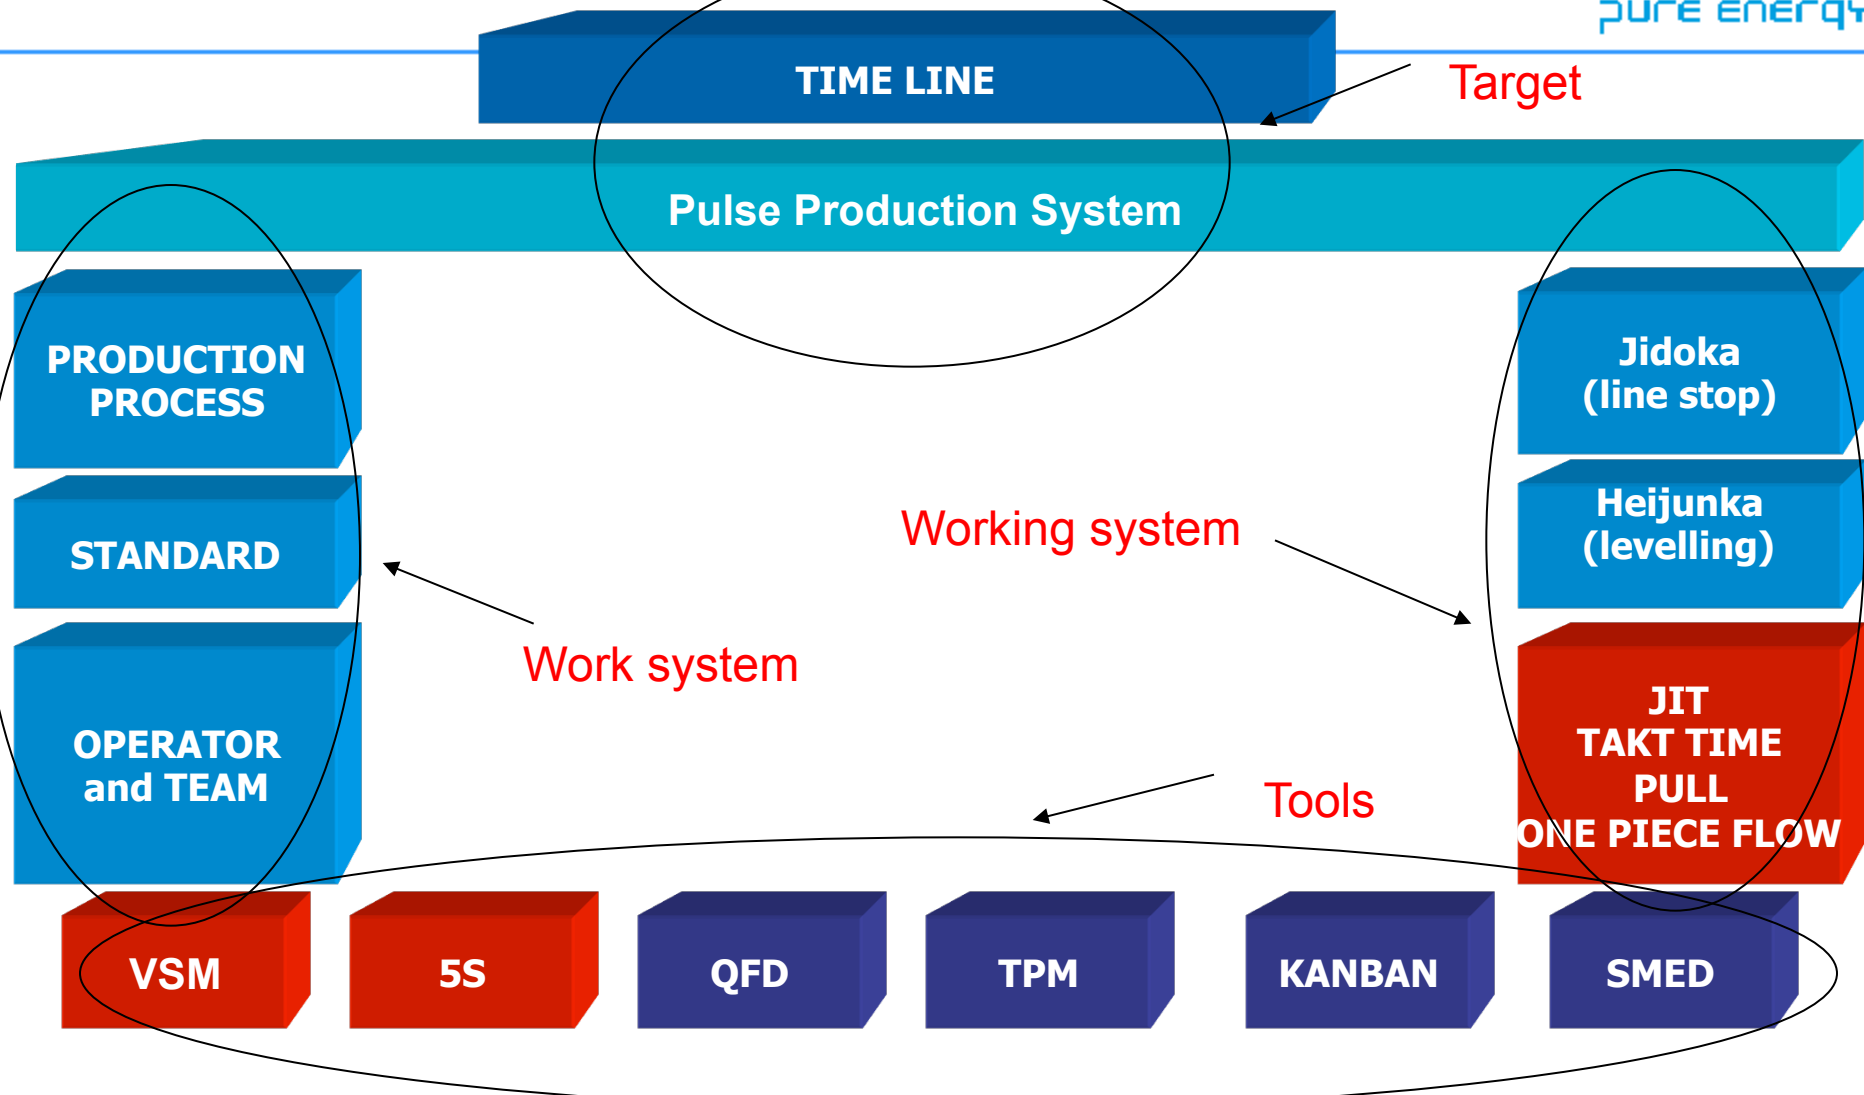 pure energy
TIME LINE
Target
Pulse Production System
PRODUCTION
PROCESS
Jidoka
(line stop)
STANDARD
Working system
Heijunka
(levelling)
Work system
OPERATOR
and TEAM
JIT
TAKT TIME
PULL
ONE PIECE FLOW
Tools
VSM
5S
QFD
TPM
KANBAN
SMED